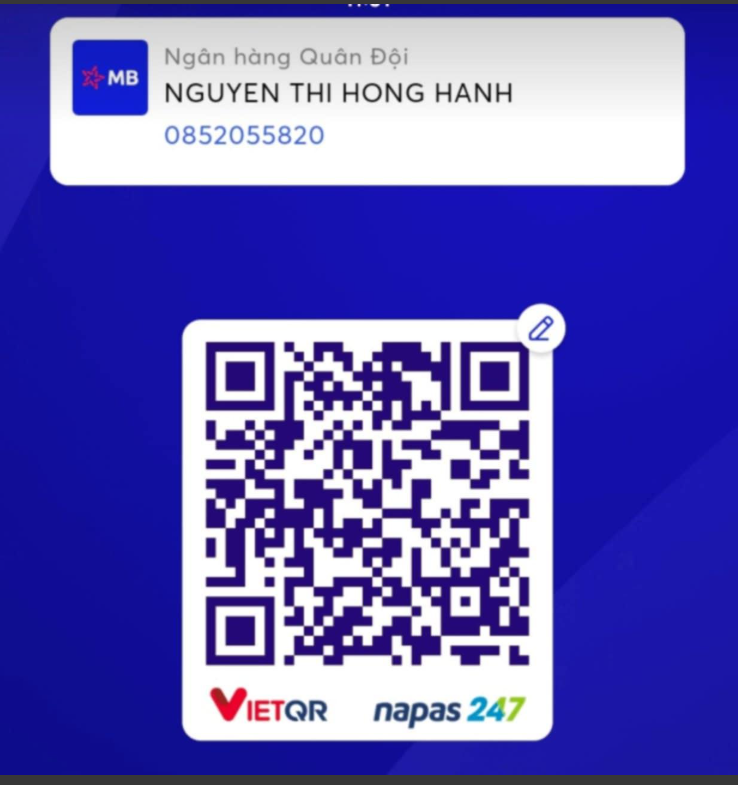 MB
Ngân hàng Quân Đội
NGUYEN THI HONG HANH
0852055820
VIETQR
napas 247